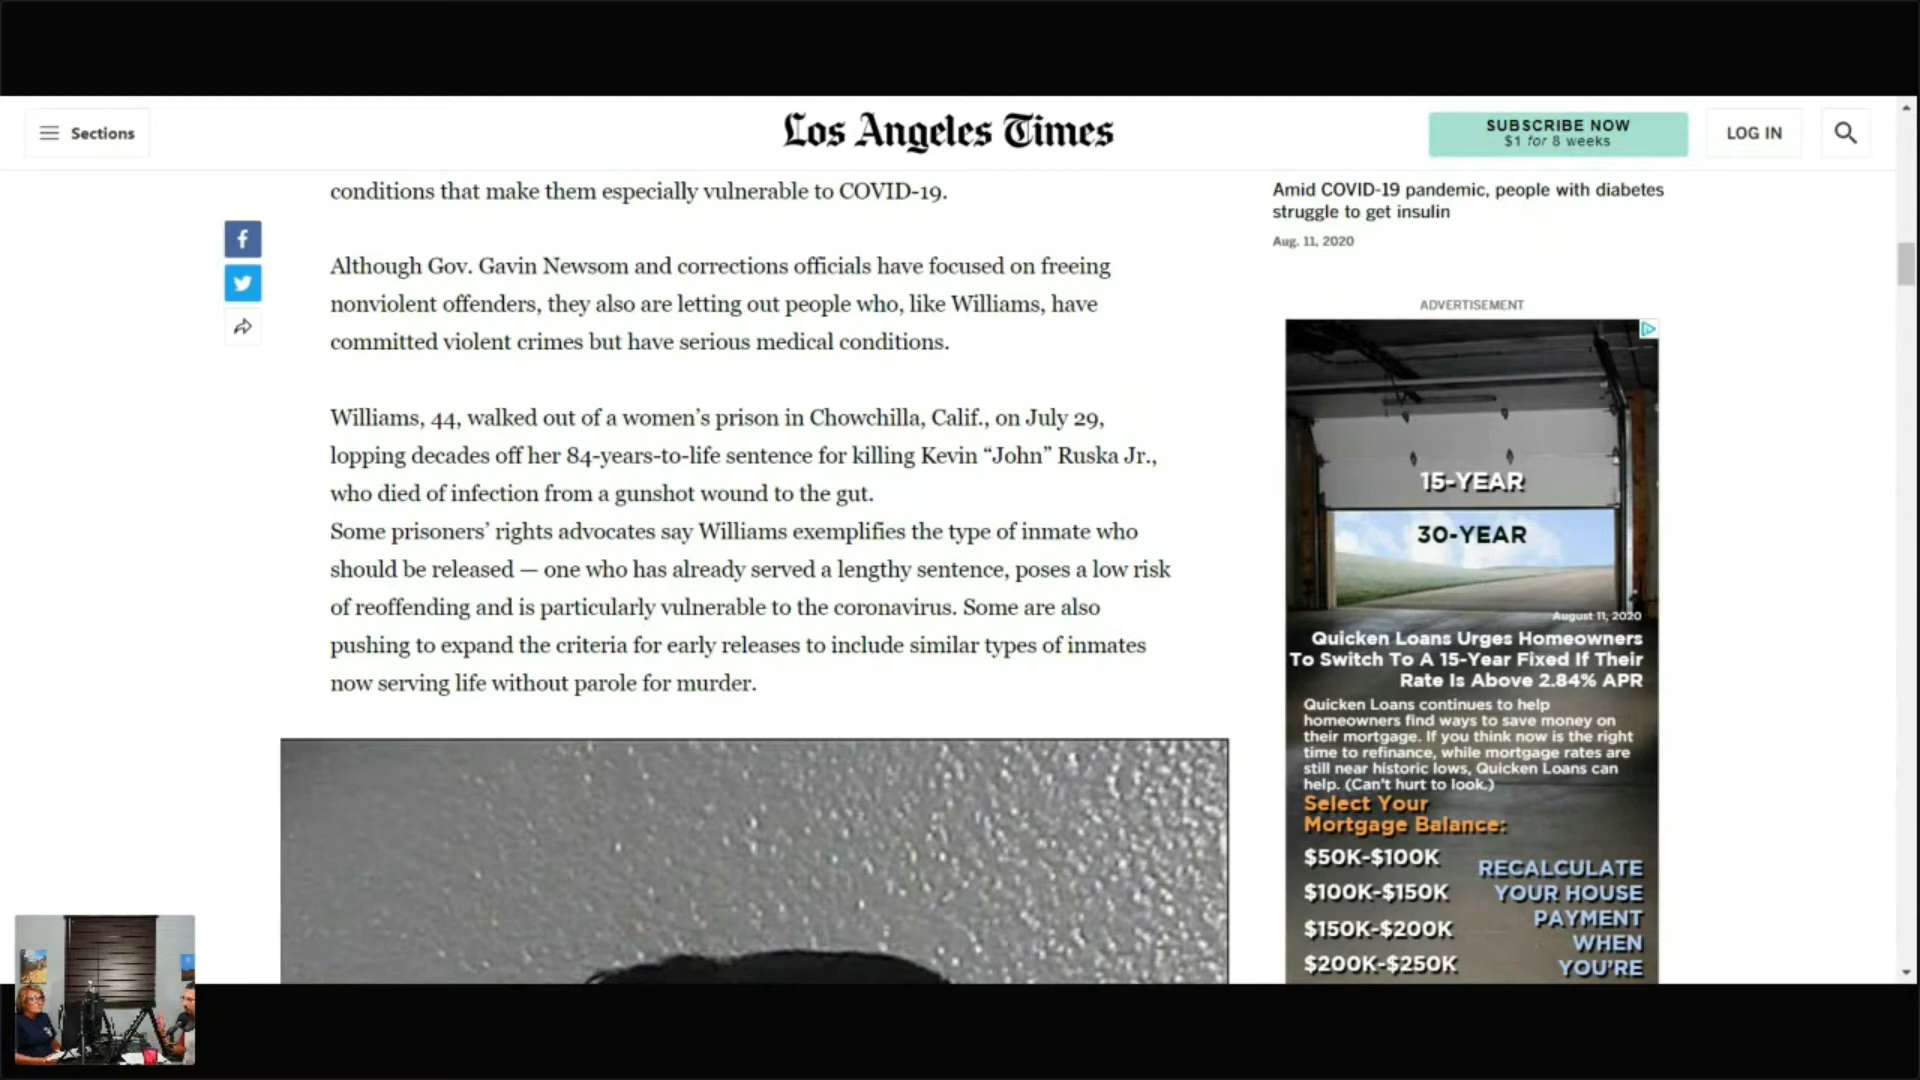 Sections
Los Angeles Times
SUBSCRIBE NOW
$1 for 8 weeks
LOG IN
conditions that make them especially vulnerable to COVID-19.
Although Gov. Gavin Newsom and corrections officials have focused on freeing
nonviolent offenders, they also are letting out people who, like Williams, have
committed violent crimes but have serious medical conditions.
Williams, 44, walked out of a women’s prison in Chowchilla, Calif., on July 29,
lopping decades off her 84-years-to-life sentence for killing Kevin “John” Ruska Jr.,
who died of infection from a gunshot wound to the gut.
Some prisoners’ rights advocates say Williams exemplifies the type of inmate who
should be released — one who has already served a lengthy sentence, poses a low risk
of reoffending and is particularly vulnerable to the coronavirus. Some are also
pushing to expand the criteria for early releases to include similar types of inmates
now serving life without parole for murder.
Amid COVID-19 pandemic, people with diabetes
struggle to get insulin
Aug. 11, 2020
ADVERTISEMENT
15-YEAR
30-YEAR
August 11, 2020
Quicken Loans Urges Homeowners
To Switch To A 15-Year Fixed If Their
Rate Is Above 2.84% APR
Quicken Loans continues to help
homeowners find ways to save money on
their mortgage. If you think now is the right
time to refinance, while mortgage rates are
still near historic lows, Quicken Loans can
help. (Can't hurt to look.)
Select Your
Mortgage Balance:
$50K-$100K
$100K-$150K
$150K-$200K
$200K-$250K
RECALCULATE
YOUR HOUSE
PAYMENT
WHEN
YOU'RE